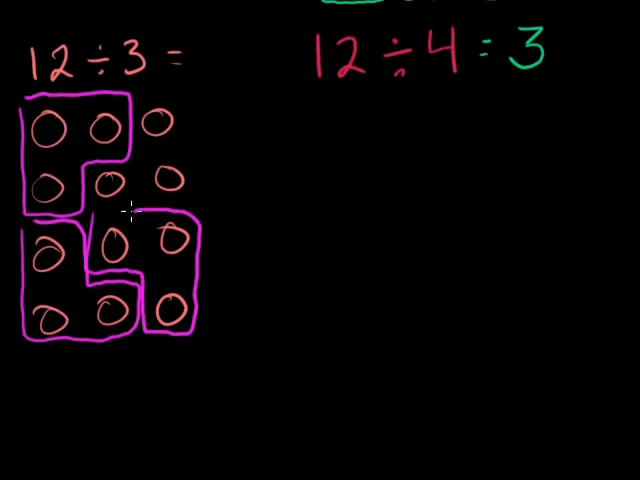 12 ÷ 3 =
12 ÷ 4 = 3